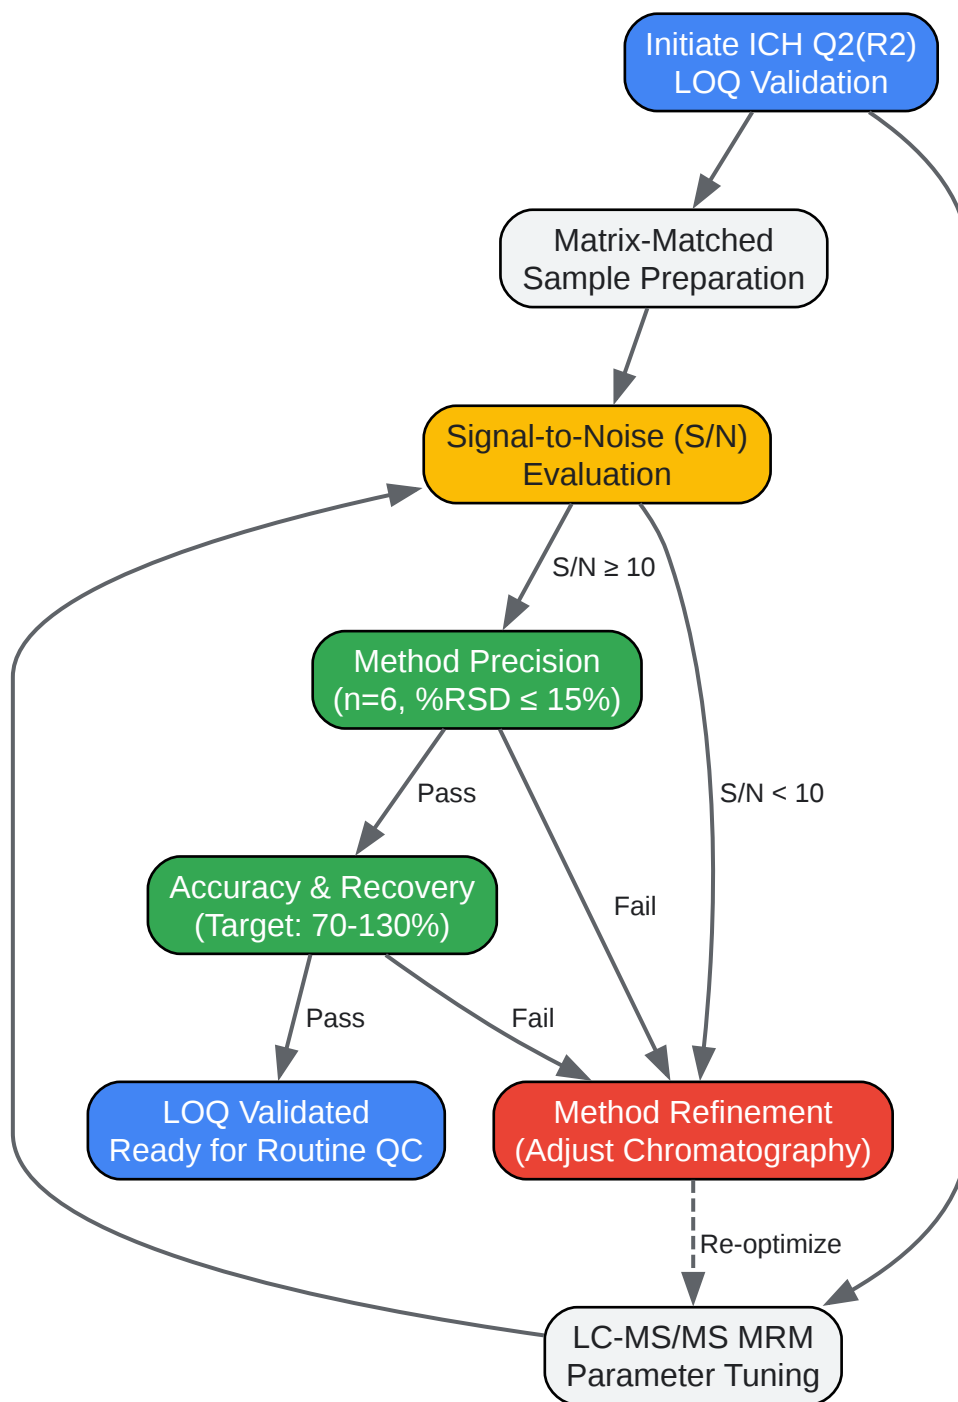 Initiate ICH Q2(R2)
LOQ Validation
Matrix-Matched
Sample Preparation
Signal-to-Noise (S/N)
Evaluation
S/N ≥ 10
Method Precision
(n=6, %RSD ≤ 15%)
S/N < 10
Pass
Accuracy & Recovery
(Target: 70-130%)
Fail
Pass
Fail
LOQ Validated
Ready for Routine QC
Method Refinement
(Adjust Chromatography)
Re-optimize
LC-MS/MS MRM
Parameter Tuning